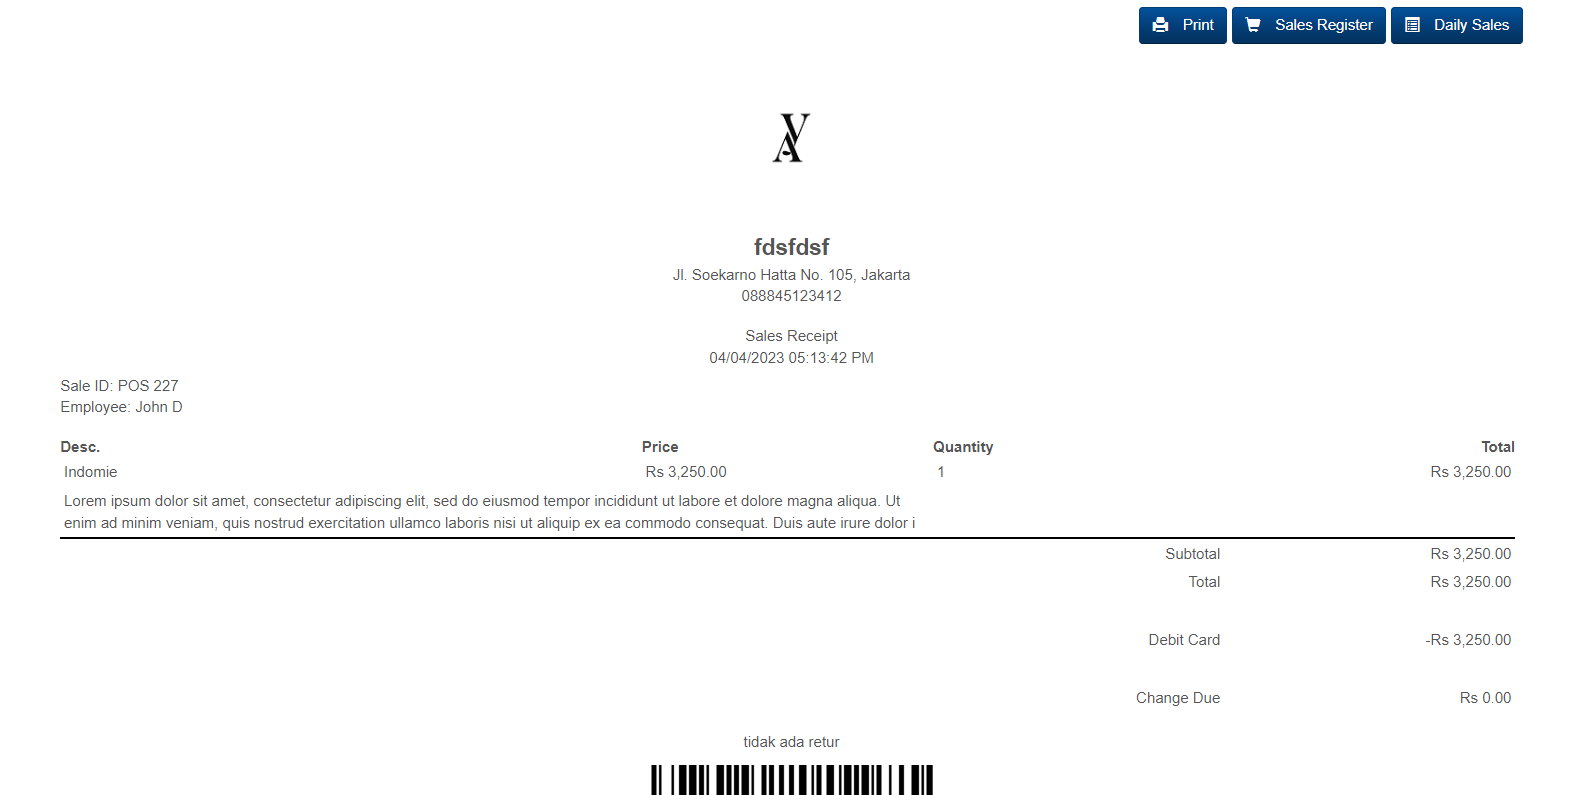 Print Sales Register Daily Sales
VA
fdsfdsf
Jl. Soekarno Hatta No. 105, Jakarta
088845123412
Sales Receipt
04/04/2023 05:13:42 PM
Sale ID: POS 227
Employee: John D
Desc. Price Quantity Total
Indomie Rs 3,250.00 1 Rs 3,250.00
Lorem ipsum dolor sit amet, consectetur adipiscing elit, sed do eiusmod tempor incididunt ut labore et dolore magna aliqua. Ut
enim ad minim veniam, quis nostrud exercitation ullamco laboris nisi ut aliquip ex ea commodo consequat. Duis aute irure dolor i
Subtotal Rs 3,250.00
Total Rs 3,250.00
Debit Card -Rs 3,250.00
Change Due Rs 0.00
tidak ada retur